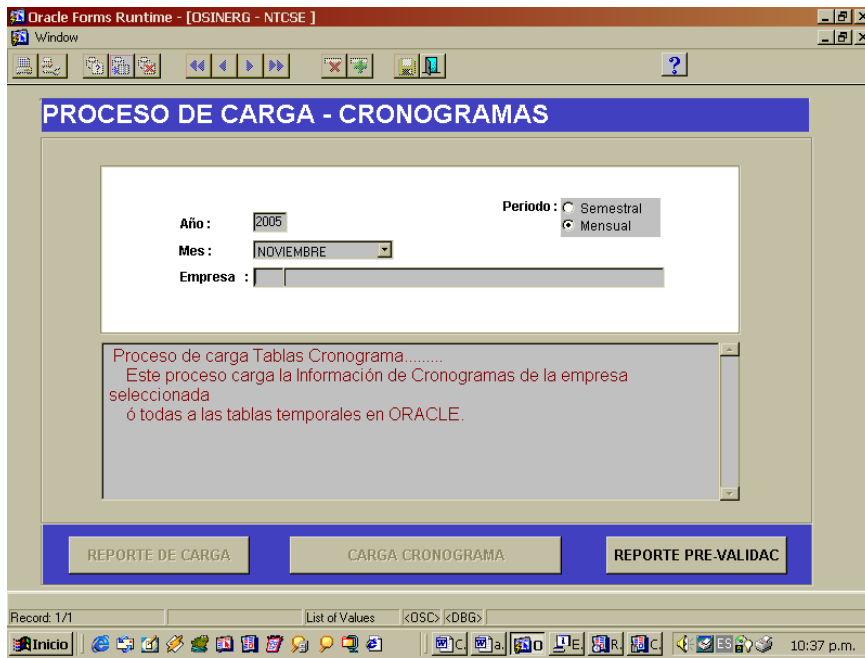 Oracle Forms Runtime - [OSINERG - NTCSE ]
Window
?
PROCESO DE CARGA - CRONOGRAMAS
Periodo : Semestral
Mensual
Año : 2005
Mes : NOVIEMBRE
Empresa :
Proceso de carga Tablas Cronograma.........
Este proceso carga la Información de Cronogramas de la empresa
seleccionada
ó todas a las tablas temporales en ORACLE.
REPORTE DE CARGA CARGA CRONOGRAMA REPORTE PRE-VALIDAC
Record: 1/1 List of Values <OSC> <DBG>
Inicio C. a. O E. R. C. ES 10:37 p.m.